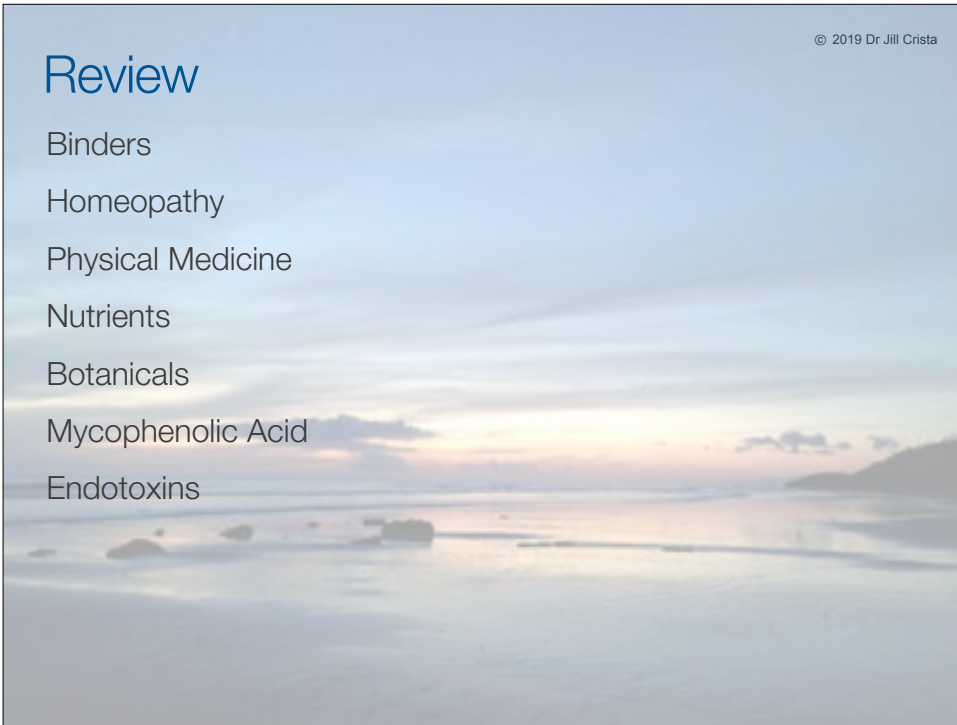 © 2019 Dr Jill Crista
Review
Binders
Homeopathy
Physical Medicine
Nutrients
Botanicals
Mycophenolic Acid
Endotoxins